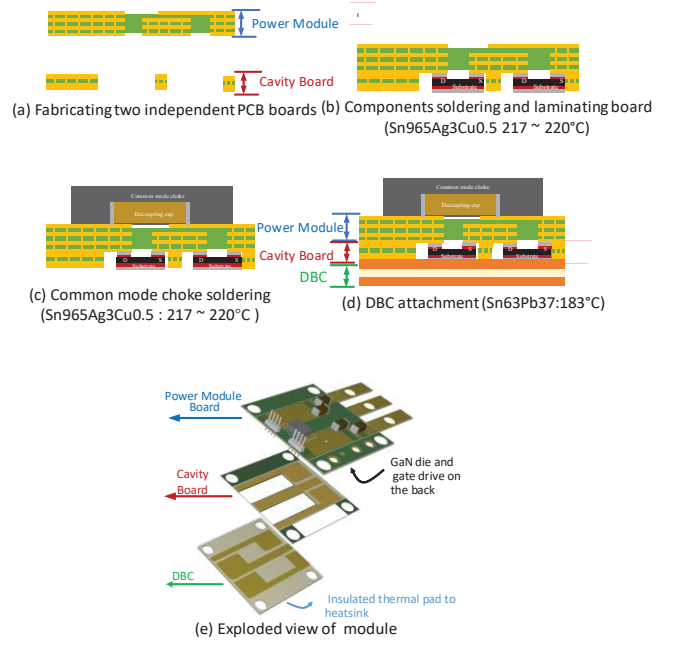 Power Module
Cavity Board
(a) Fabricating two independent PCB boards
D S D S
Substrate Substrate
(b) Components soldering and laminating board
(Sn965Ag3Cu0.5 217 ~ 220°C)
Common mode choke
Decoupling cap
D S D S
Substrate Substrate
(c) Common mode choke soldering
(Sn965Ag3Cu0.5 : 217 ~ 220°C )
Common mode choke
Decoupling cap
Power Module
Cavity Board
DBC
D S D S
Substrate Substrate
(d) DBC attachment (Sn63Pb37:183°C)
Power Module
Board
GaN die and
gate drive on
the back
Cavity
Board
DBC
Insulated thermal pad to
heatsink
(e) Exploded view of module